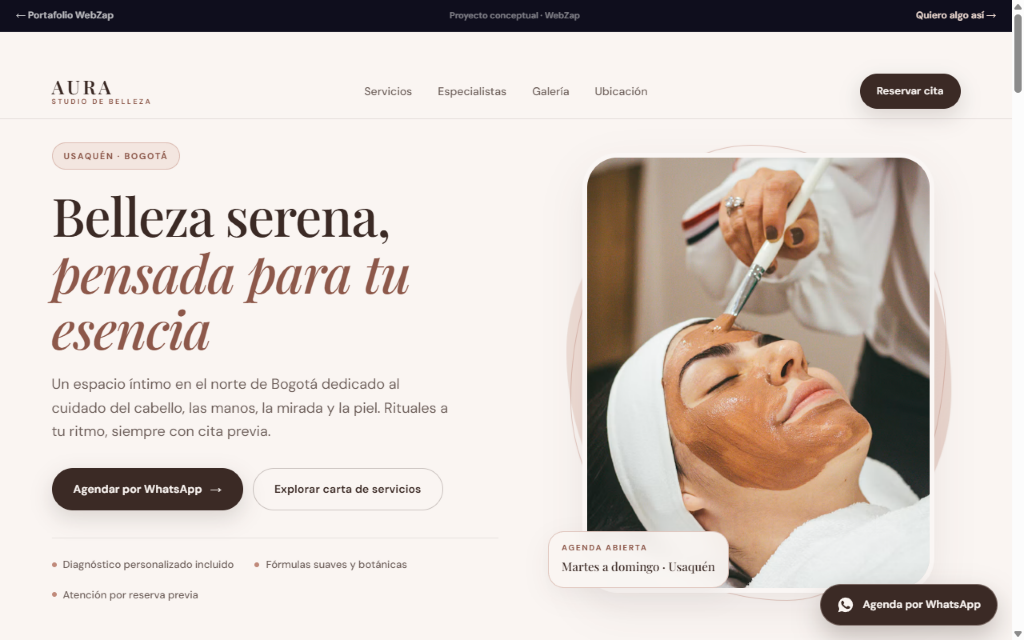 ← Portafolio WebZap
Proyecto conceptual · WebZap
Quiero algo así →
AURA
STUDIO DE BELLEZA
Servicios
Especialistas
Galería
Ubicación
Reservar cita
USAQUÉN · BOGOTÁ
Belleza serena,
pensada para tu
esencia
Un espacio íntimo en el norte de Bogotá dedicado al
cuidado del cabello, las manos, la mirada y la piel. Rituales a
tu ritmo, siempre con cita previa.
Agendar por WhatsApp →
Explorar carta de servicios
Diagnóstico personalizado incluido
Fórmulas suaves y botánicas
Atención por reserva previa
AGENDA ABIERTA
Martes a domingo · Usaquén
Agenda por WhatsApp